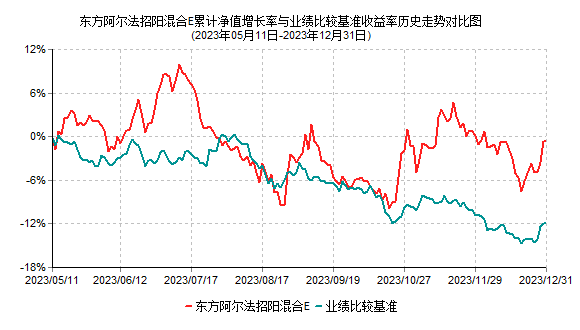 东方阿尔法招阳混合E累计净值增长率与业绩比较基准收益率历史走势对比图
(2023年05月11日-2023年12月31日)
12%
6%
0%
-6%
-12%
-18%
2023/05/11 2023/06/12 2023/07/17 2023/08/16 2023/09/19 2023/10/27 2023/11/29 2023/12/31
东方阿尔法招阳混合E 业绩比较基准